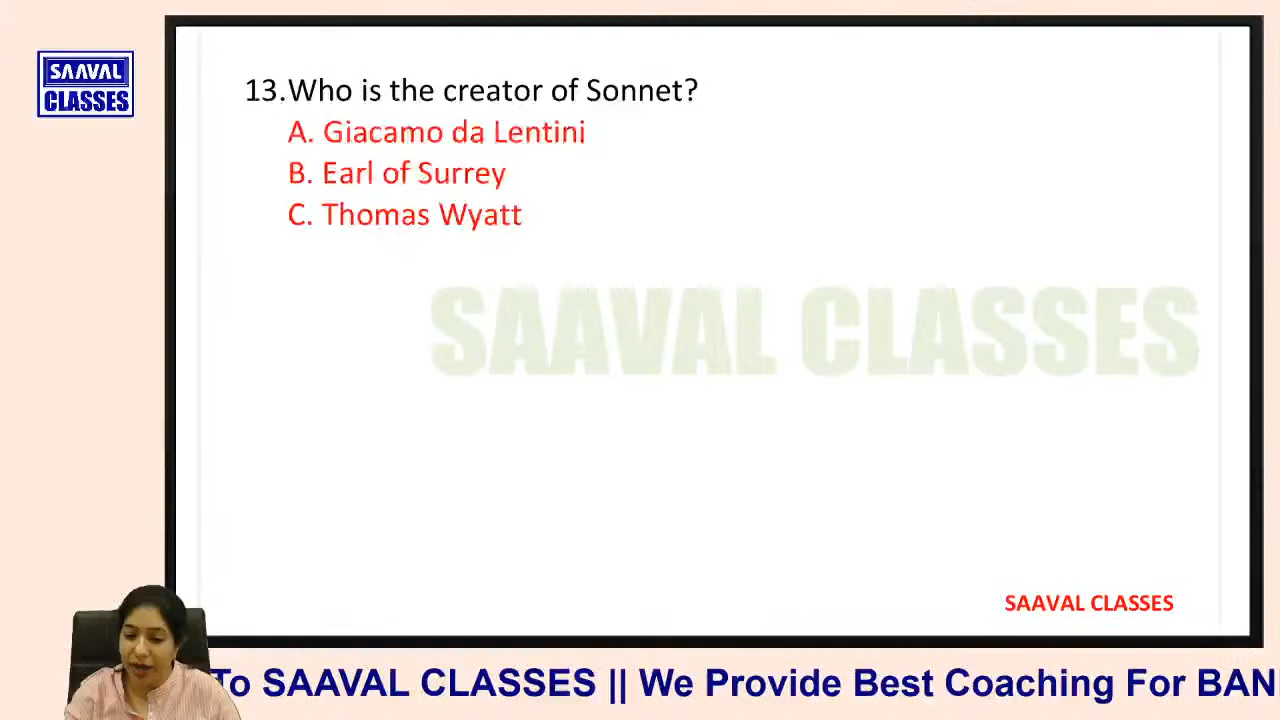 SAAVAL
CLASSES
13.Who is the creator of Sonnet?
A. Giacamo da Lentini
B. Earl of Surrey
C. Thomas Wyatt
SAAVAL CLASSES
SAAVAL CLASSES
To SAAVAL CLASSES || We Provide Best Coaching For BAN